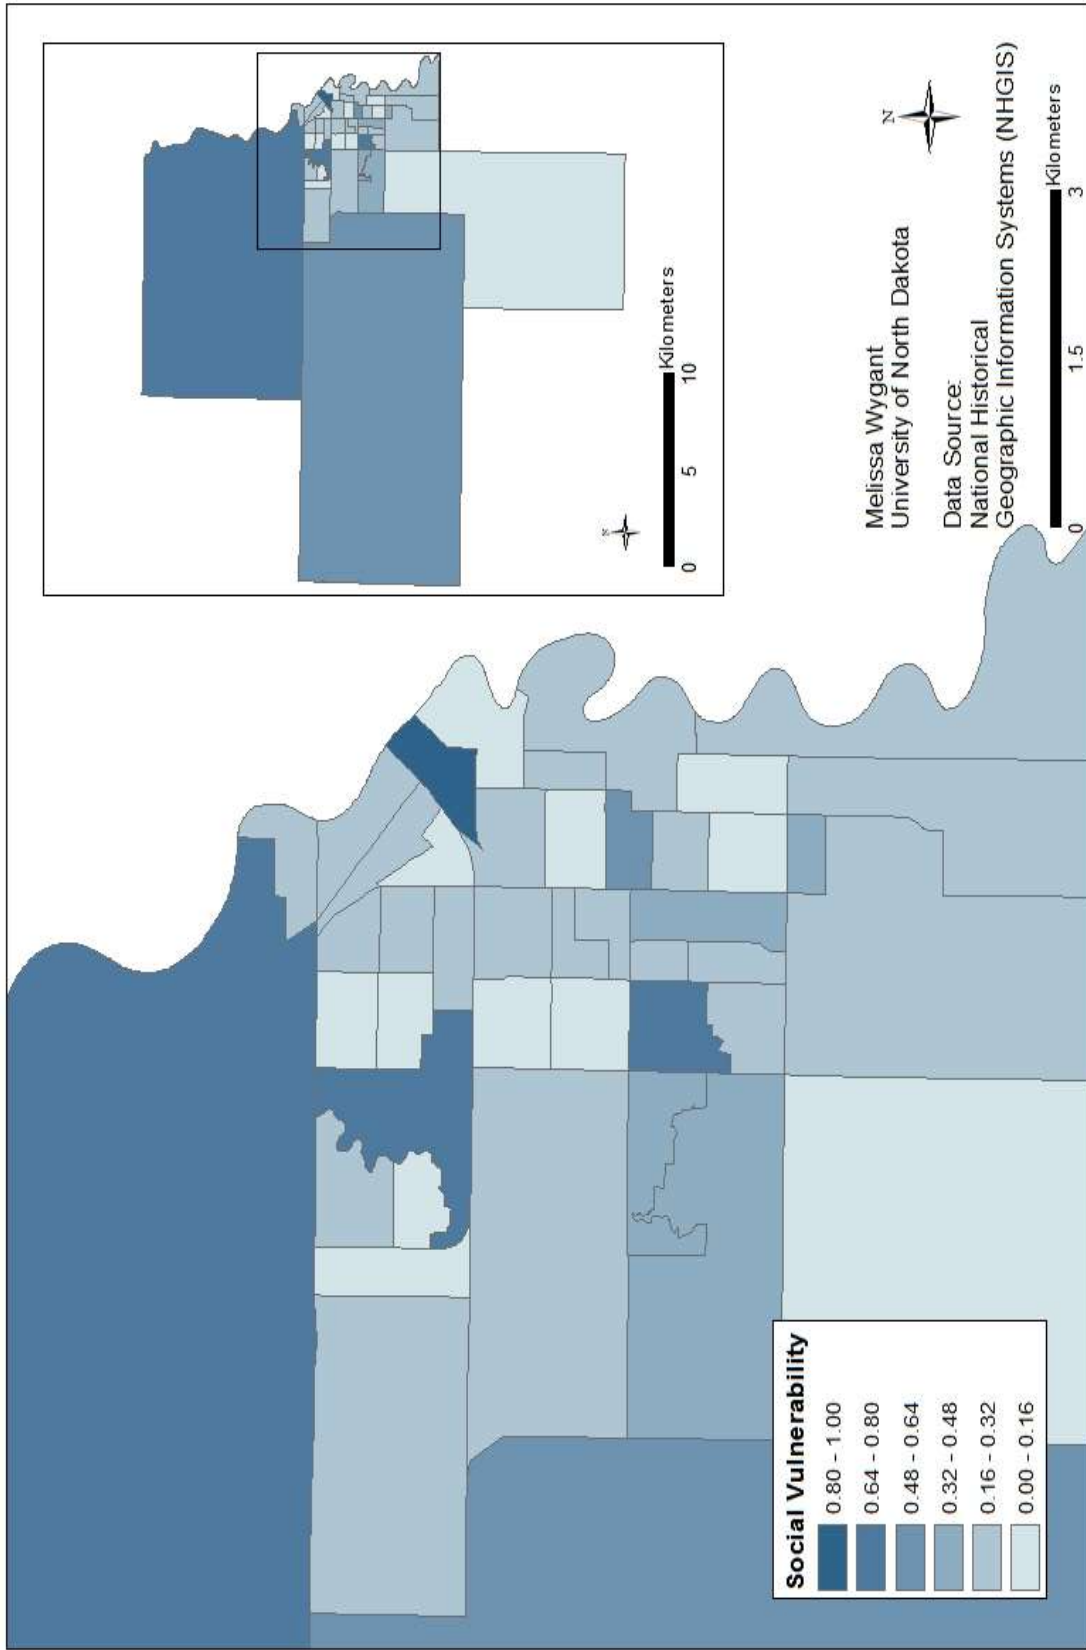 N
0
5
10
Kilometers
Melissa Wygant
University of North Dakota
Data Source:
National Historical
Geographic Information Systems (NHGIS)
N
0
1.5
3
Kilometers
Social Vulnerability
0.80 - 1.00
0.64 - 0.80
0.48 - 0.64
0.32 - 0.48
0.16 - 0.32
0.00 - 0.16